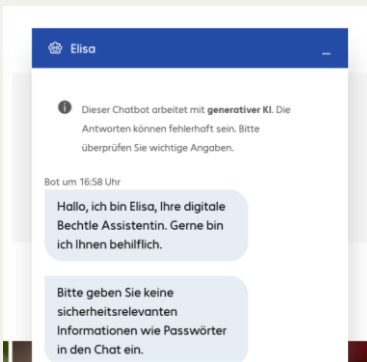 Elisa
Dieser Chatbot arbeitet mit generativer KI. Die
Antworten können fehlerhaft sein. Bitte
überprüfen Sie wichtige Angaben.
Bot um 16:58 Uhr
Hallo, ich bin Elisa, Ihre digitale
Bechtle Assistentin. Gerne bin
ich Ihnen behilflich.
Bitte geben Sie keine
sicherheitsrelevanten
Informationen wie Passwörter
in den Chat ein.